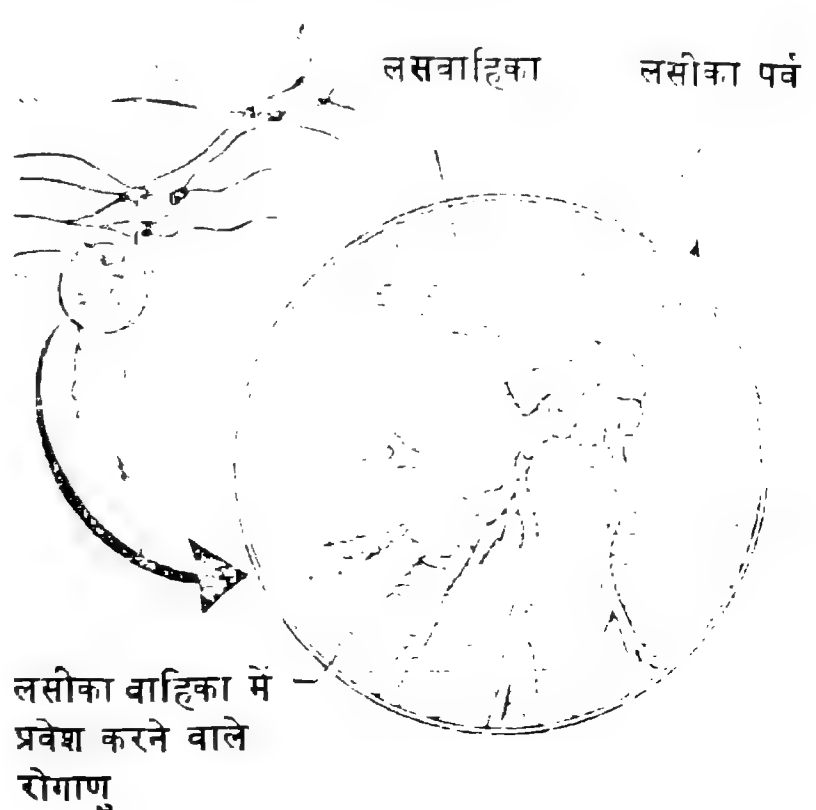 लसवाहिका
लसीका पर्व
लसीका वाहिका में
प्रवेश करने वाले
रोगाणु